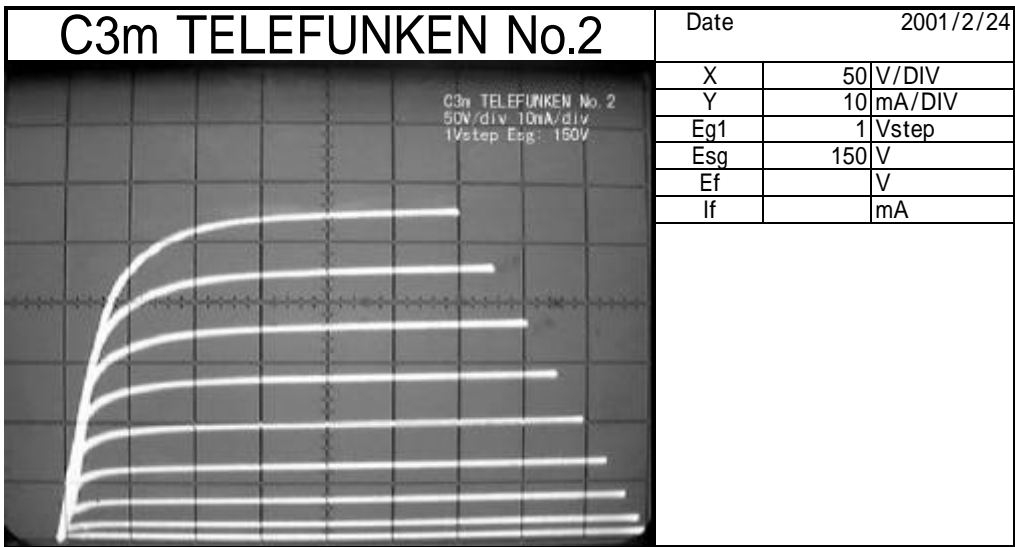 C3m TELEFUNKEN No.2
Date 2001/2/24
C3m TELEFUNKEN No.2
50V/div 10mA/div
1Vstep Esg: 150V
X 50 V/DIV
Y 10 mA/DIV
Eg1 1 Vstep
Esg 150 V
Ef V
If mA